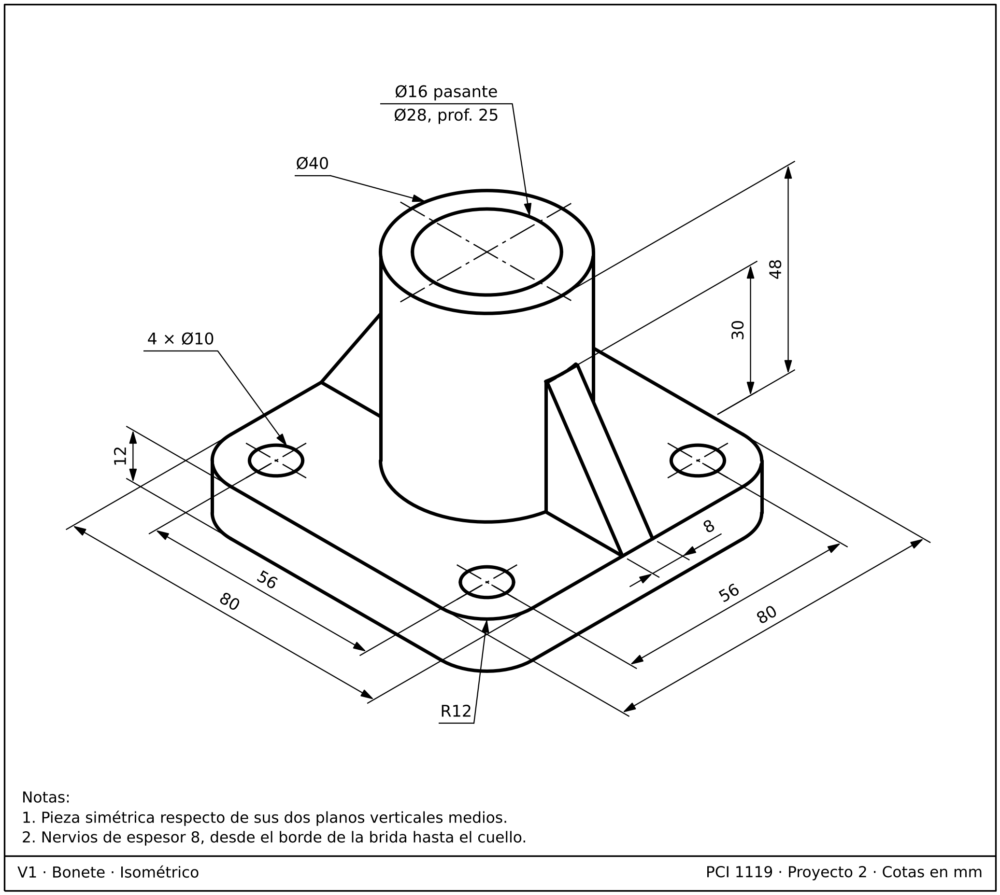 Ø16 pasante
Ø28, prof. 25
Ø40
48
30
4 × Ø10
12
8
56
80
56
80
R12
Notas:
1. Pieza simétrica respecto de sus dos planos verticales medios.
2. Nervios de espesor 8, desde el borde de la brida hasta el cuello.
V1 · Bonete · Isométrico
PCI 1119 · Proyecto 2 · Cotas en mm